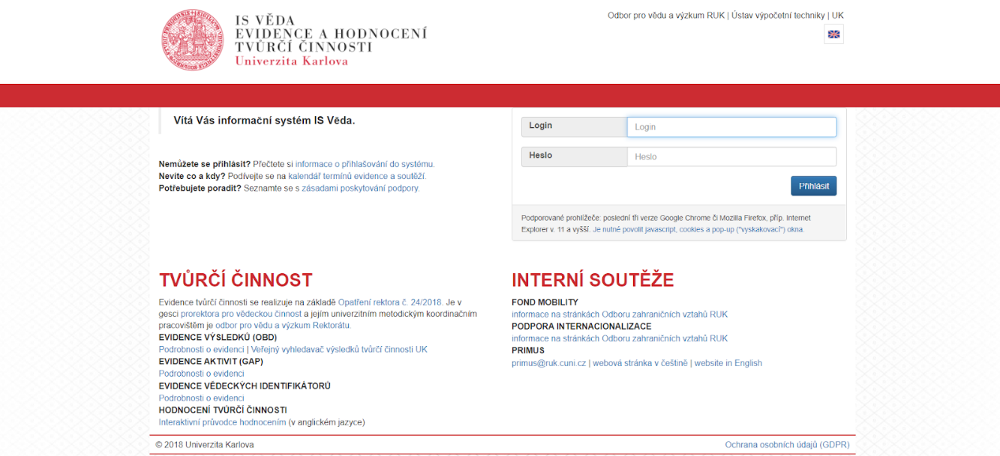 IS VĚDA
EVIDENCE A HODNOCENÍ
TVŮRČÍ ČINNOSTI
Univerzita Karlova
Odbor pro vědu a výzkum RUK | Ústav výpočetní techniky | UK
Vítá Vás informační systém IS Věda.
Nemůžete se přihlásit? Přečtete si informace o přihlašování do systému.
Nevíte co a kdy? Podívejte se na kalendář termínů evidence a soutěží.
Potřebujete poradit? Seznamte se s zásadami poskytování podpory.
Login Login
Heslo Heslo
Přihlásit
Podporované prohlížeče: poslední tři verze Google Chrome či Mozilla Firefox, příp. Internet
Explorer v. 11 a vyšší. Je nutné povolit javascript, cookies a pop-up ("vyskakovací") okna.
TVŮRČÍ ČINNOST
Evidence tvůrčí činnosti se realizuje na základě Opatření rektora č. 24/2018. Je v
gesci prorektora pro vědeckou činnost a jejím univerzitním metodickým koordinačním
pracovištěm je odbor pro vědu a výzkum Rektorátu.
EVIDENCE VÝSLEDKŮ (OBD)
Podrobnosti o evidenci | Veřejný vyhledavač výsledků tvůrčí činnosti UK
EVIDENCE AKTIVIT (GAP)
Podrobnosti o evidenci
EVIDENCE VĚDECKÝCH IDENTIFIKÁTORŮ
Podrobnosti o evidenci
HODNOCENÍ TVŮRČÍ ČINNOSTI
Interaktivní průvodce hodnocením (v anglickém jazyce)
INTERNÍ SOUTĚŽE
FOND MOBILITY
informace na stránkách Odboru zahraničních vztahů RUK
PODPORA INTERNACIONALIZACE
informace na stránkách Odboru zahraničních vztahů RUK
PRIMUS
primus@ruk.cuni.cz | webová stránka v češtině | website in English
© 2018 Univerzita Karlova
Ochrana osobních údajů (GDPR)